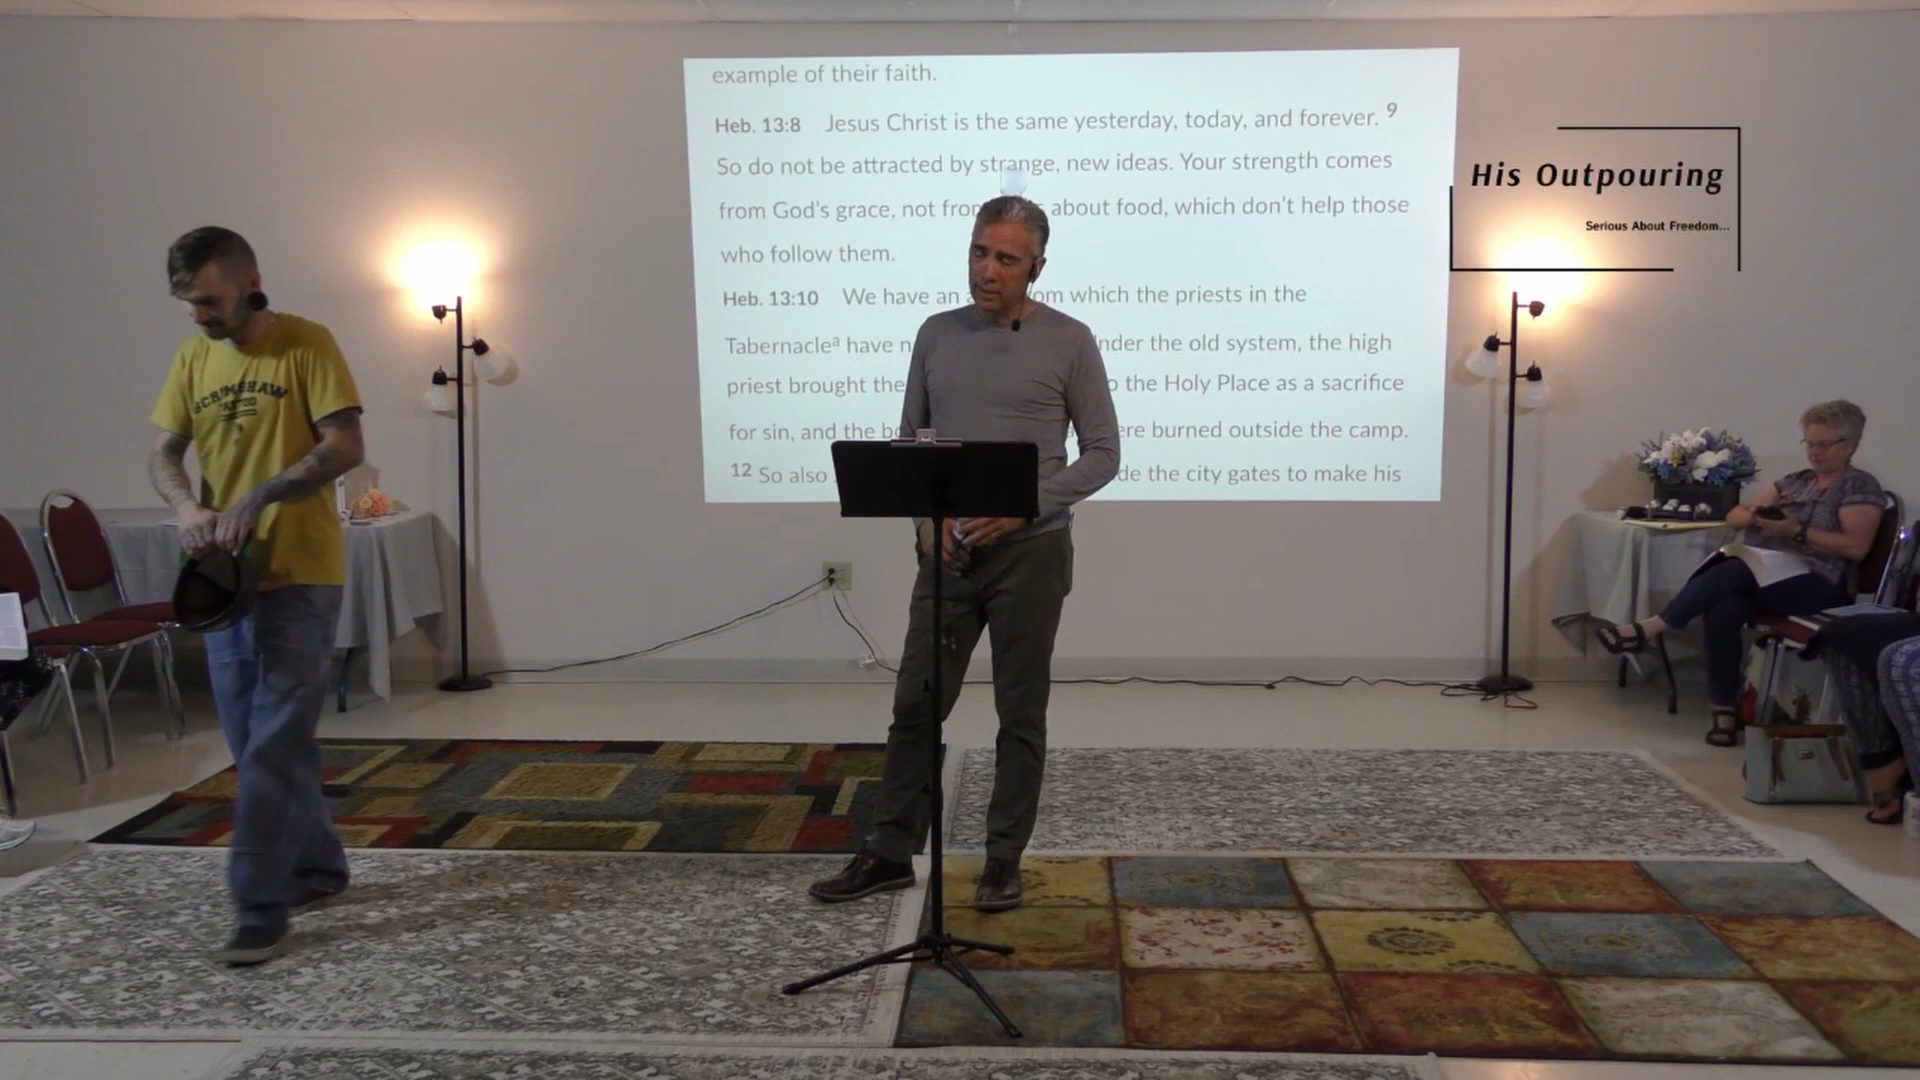 example of their faith.
Heb. 13:8 Jesus Christ is the same yesterday, today, and forever. 9
So do not be attracted by strange, new ideas. Your strength comes
from God's grace, not from about food, which don't help those
who follow them.
Heb. 13:10 We have an from which the priests in the
Tabernacleª have under the old system, the high
priest brought the to the Holy Place as a sacrifice
for sin, and the were burned outside the camp.
12 So also the city gates to make his
His Outpouring
Serious About Freedom...
SCRIMSHAW
TATTOO